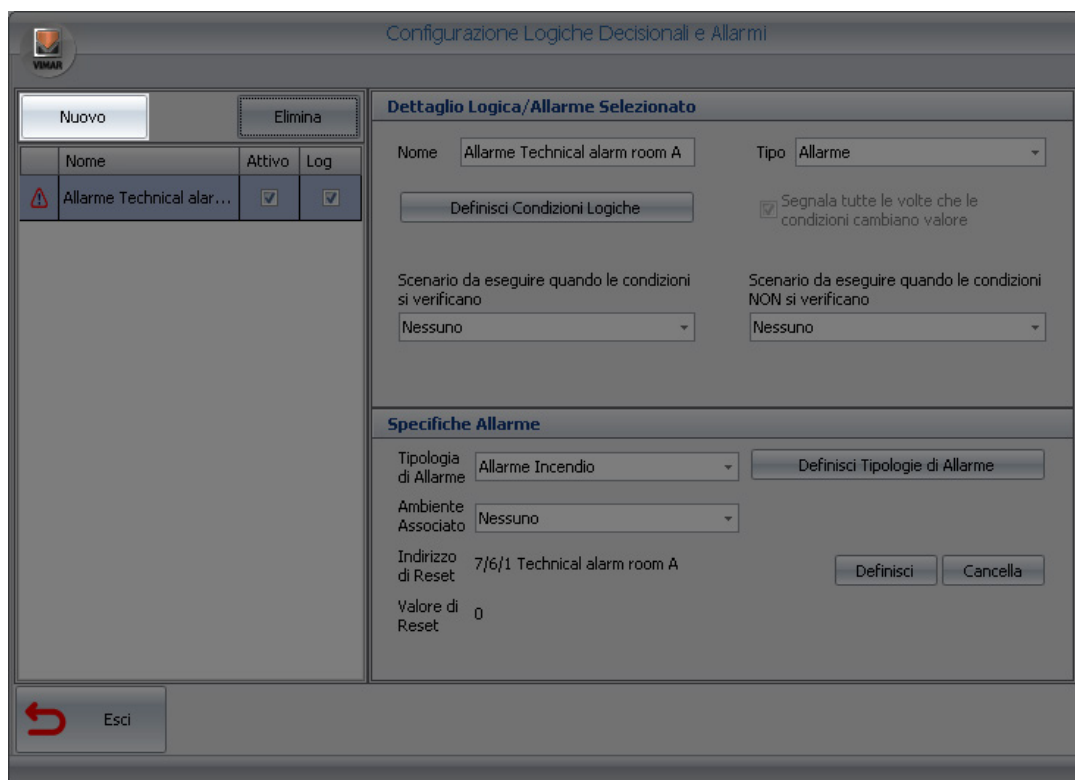 Configurazione Logiche Decisionali e Allarmi
VIMAR
Nuovo
Elimina
Nome
Attivo
Log
Allarme Technical alar...
Dettaglio Logica/Allarme Selezionato
Nome
Allarme Technical alarm room A
Tipo
Allarme
Definisci Condizioni Logiche
Segnala tutte le volte che le
condizioni cambiano valore
Scenario da eseguire quando le condizioni
si verificano
Nessuno
Scenario da eseguire quando le condizioni
NON si verificano
Nessuno
Specifiche Allarme
Tipologia
di Allarme
Allarme Incendio
Definisci Tipologie di Allarme
Ambiente
Associato
Nessuno
Indirizzo
di Reset
7/6/1 Technical alarm room A
Definisci
Cancella
Valore di
Reset
0
Esci